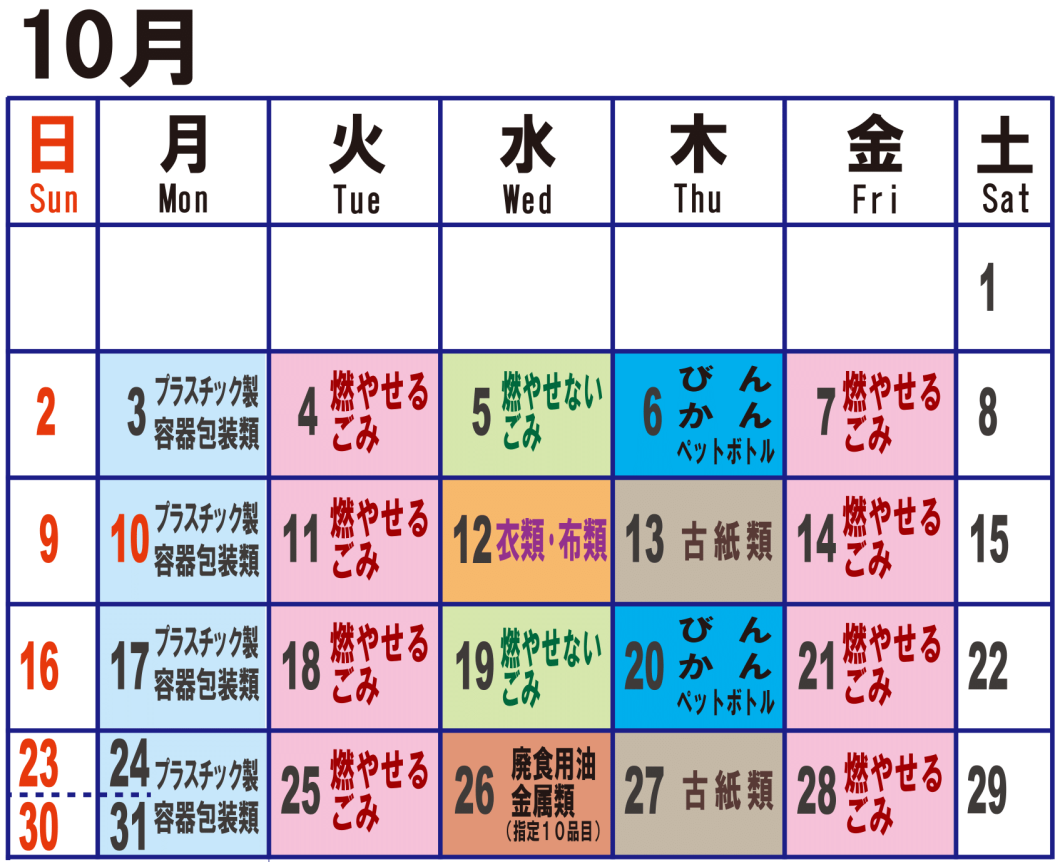 10月
日 月 火 水 木 金 土
Sun Mon Tue Wed Thu Fri Sat
1
2
3 プラスチック製
容器包装類
4 燃やせる
ごみ
5 燃やせない
ごみ
6 びん
かん
ペットボトル
7 燃やせる
ごみ
8
9
10 プラスチック製
容器包装類
11 燃やせる
ごみ
12 衣類・布類
13 古紙類
14 燃やせる
ごみ
15
16
17 プラスチック製
容器包装類
18 燃やせる
ごみ
19 燃やせない
ごみ
20 びん
かん
ペットボトル
21 燃やせる
ごみ
22
23
30
24 プラスチック製
31 容器包装類
25 燃やせる
ごみ
26 廃食用油
金属類
(指定10品目)
27 古紙類
28 燃やせる
ごみ
29